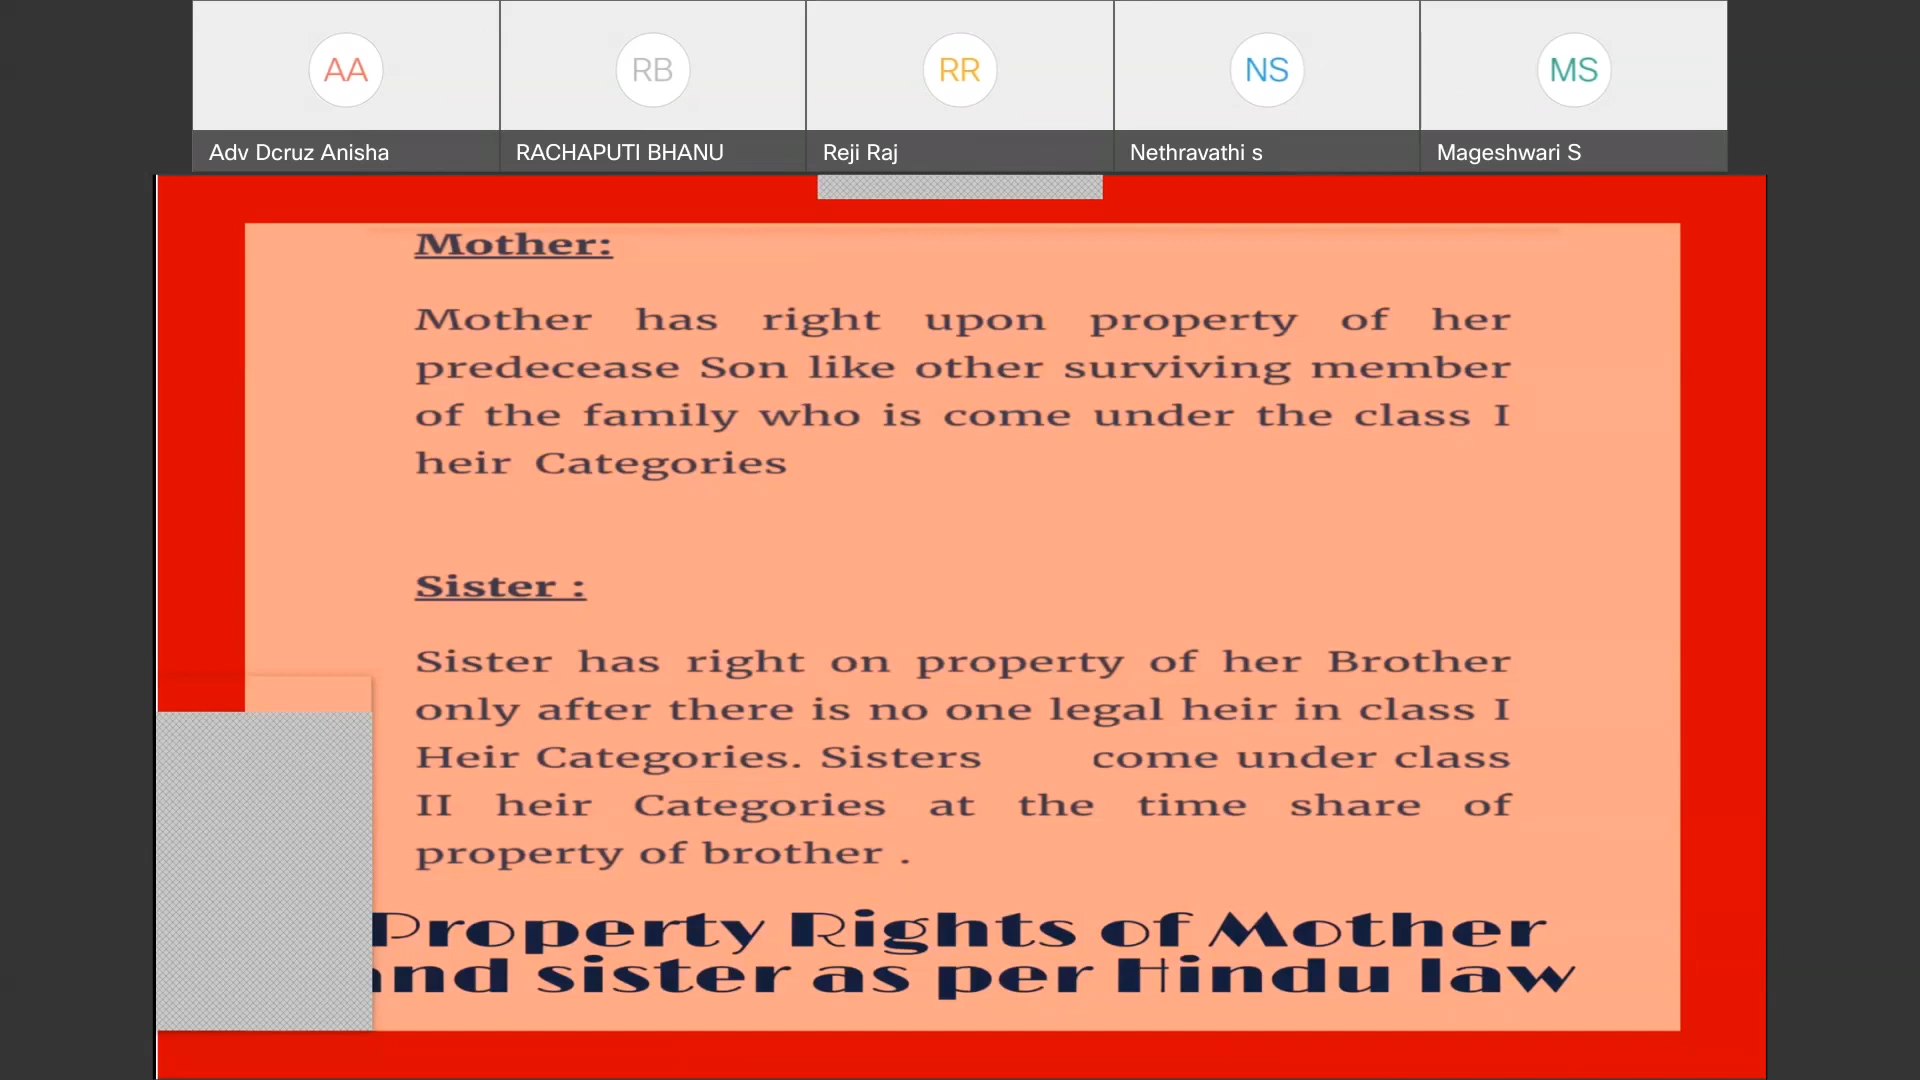 AA
RB
RR
NS
MS
Adv Dcruz Anisha
RACHAPUTI BHANU
Reji Raj
Nethravathi s
Mageshwari S
Mother:
Mother has right upon property of her
predecease Son like other surviving member
of the family who is come under the class I
heir Categories
Sister :
Sister has right on property of her Brother
only after there is no one legal heir in class I
Heir Categories. Sisters come under class
II heir Categories at the time share of
property of brother .
Property Rights of Mother
and sister as per Hindu law